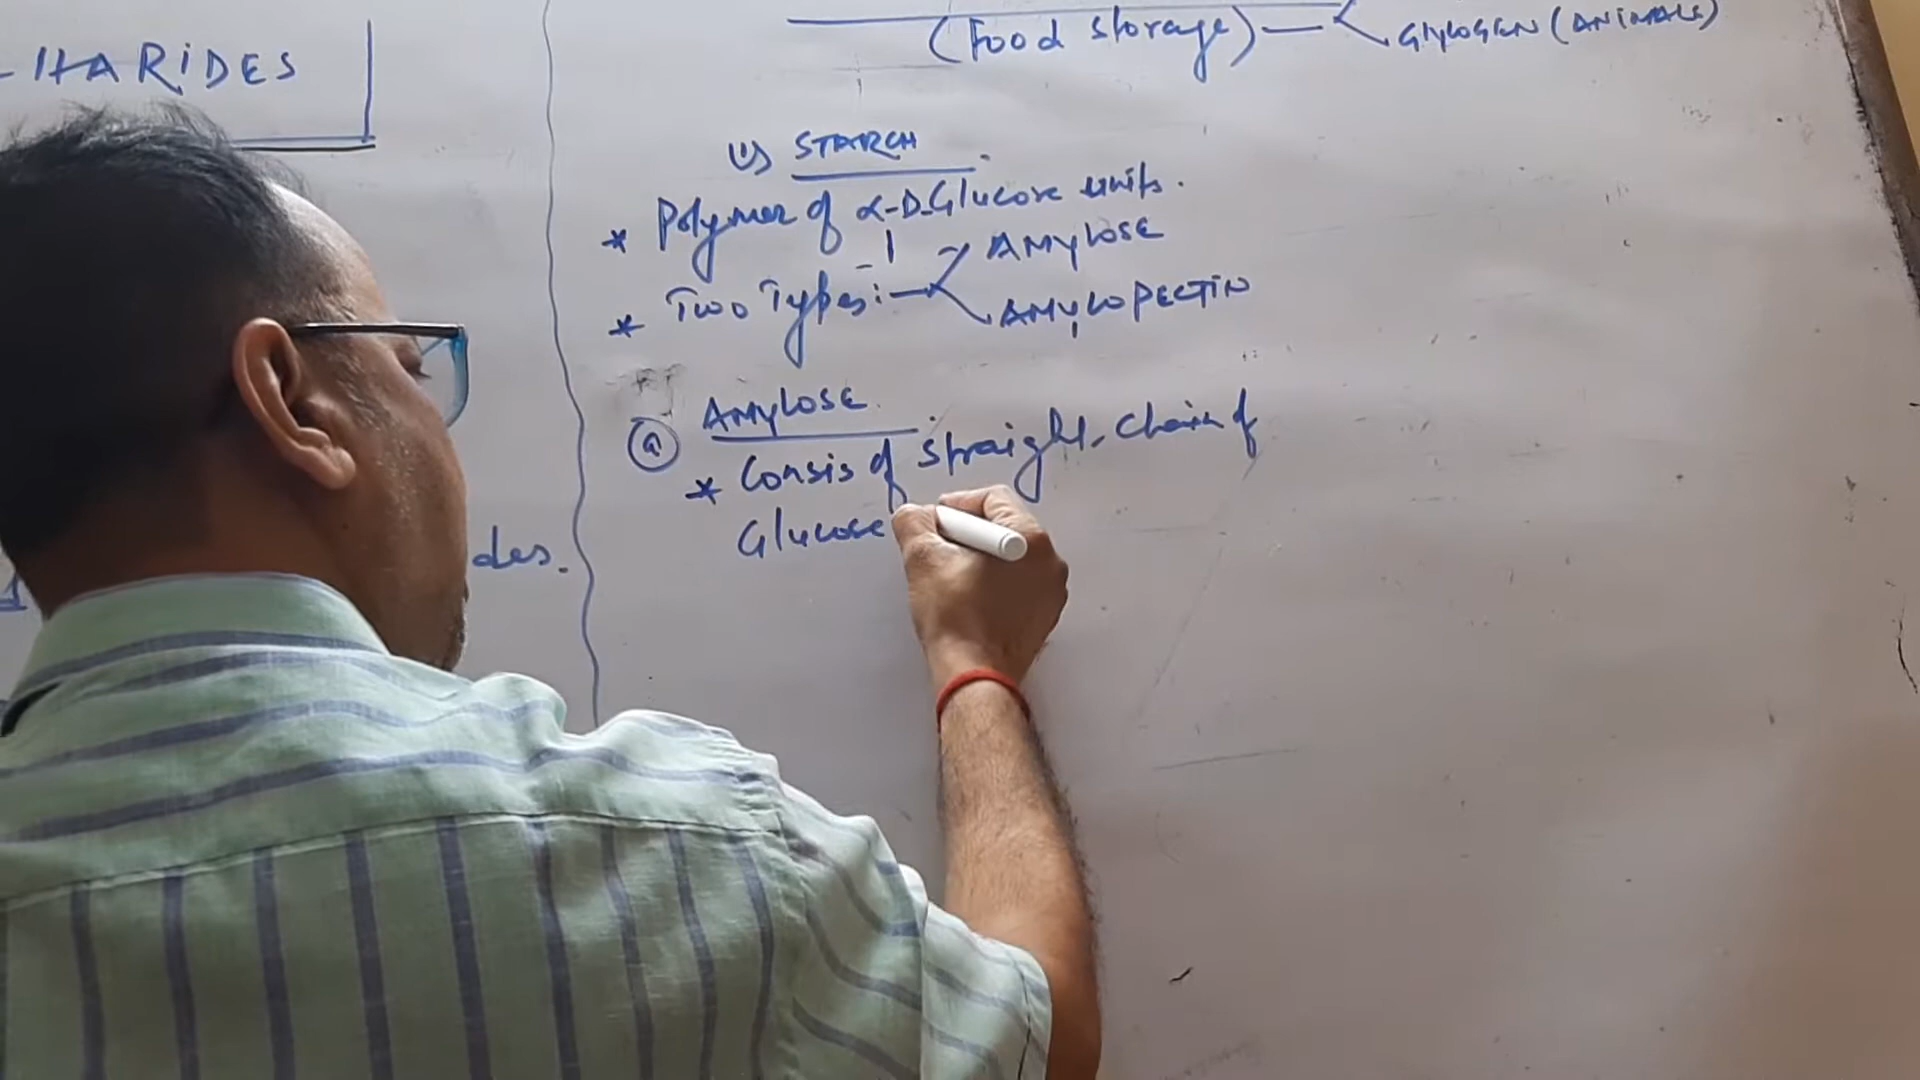 HARIDES
des.
(Food storage) — GlyCOGEN (ANIMALS)
(1) STARCH
* Polymer of α-D-Glucose units.
* Two Types :— AMYLOSE
AMYLOPECTIN
(a) AMYLOSE
* Consis of straight chain of
Glucose